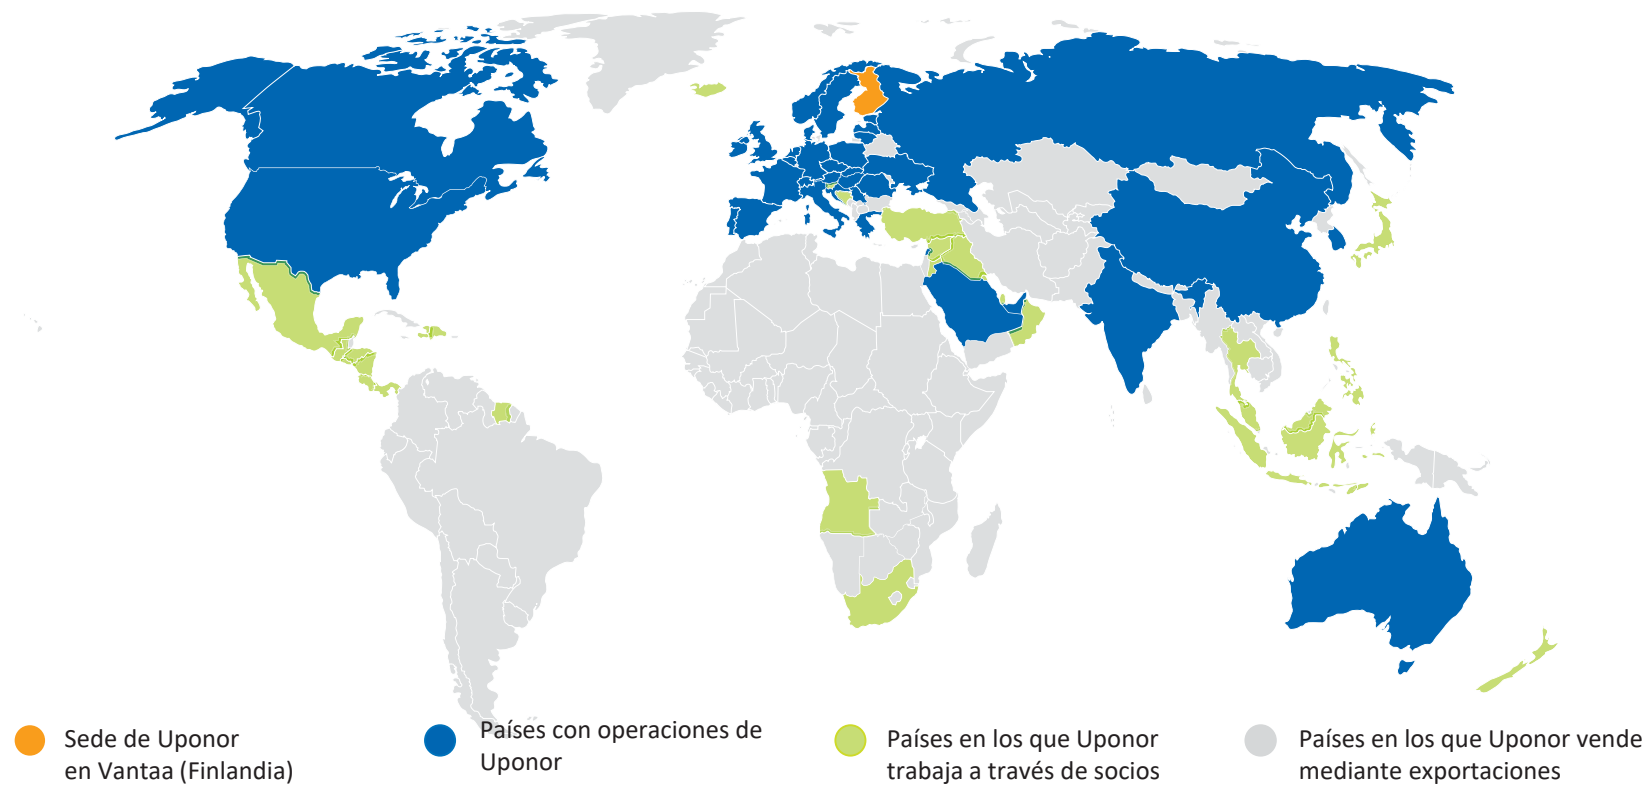 Sede de Uponor
en Vantaa (Finlandia)
Países con operaciones de
Uponor
Países en los que Uponor
trabaja a través de socios
Países en los que Uponor vende
mediante exportaciones